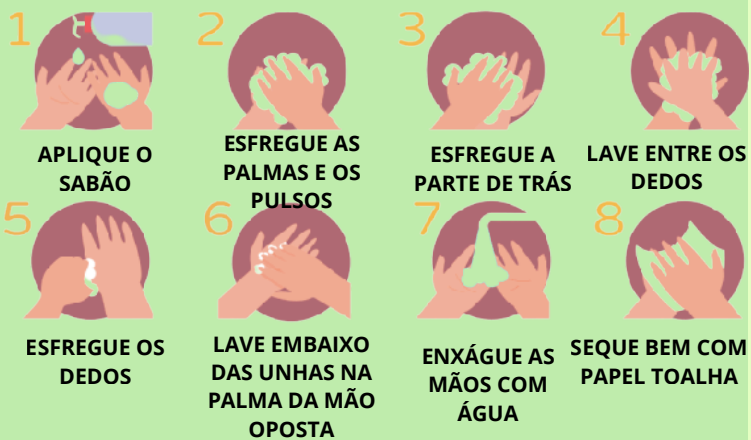 1
APLIQUE O
SABÃO
2
ESFREGUE AS
PALMAS E OS
PULSOS
3
ESFREGUE A
PARTE DE TRÁS
4
LAVE ENTRE OS
DEDOS
5
ESFREGUE OS
DEDOS
6
LAVE EMBAIXO
DAS UNHAS NA
PALMA DA MÃO
OPOSTA
7
ENXÁGUE AS
MÃOS COM
ÁGUA
8
SEQUE BEM COM
PAPEL TOALHA